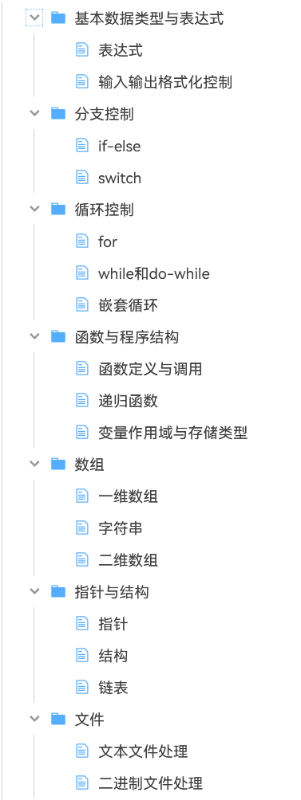 基本数据类型与表达式
表达式
输入输出格式化控制
分支控制
if-else
switch
循环控制
for
while和do-while
嵌套循环
函数与程序结构
函数定义与调用
递归函数
变量作用域与存储类型
数组
一维数组
字符串
二维数组
指针与结构
指针
结构
链表
文件
文本文件处理
二进制文件处理